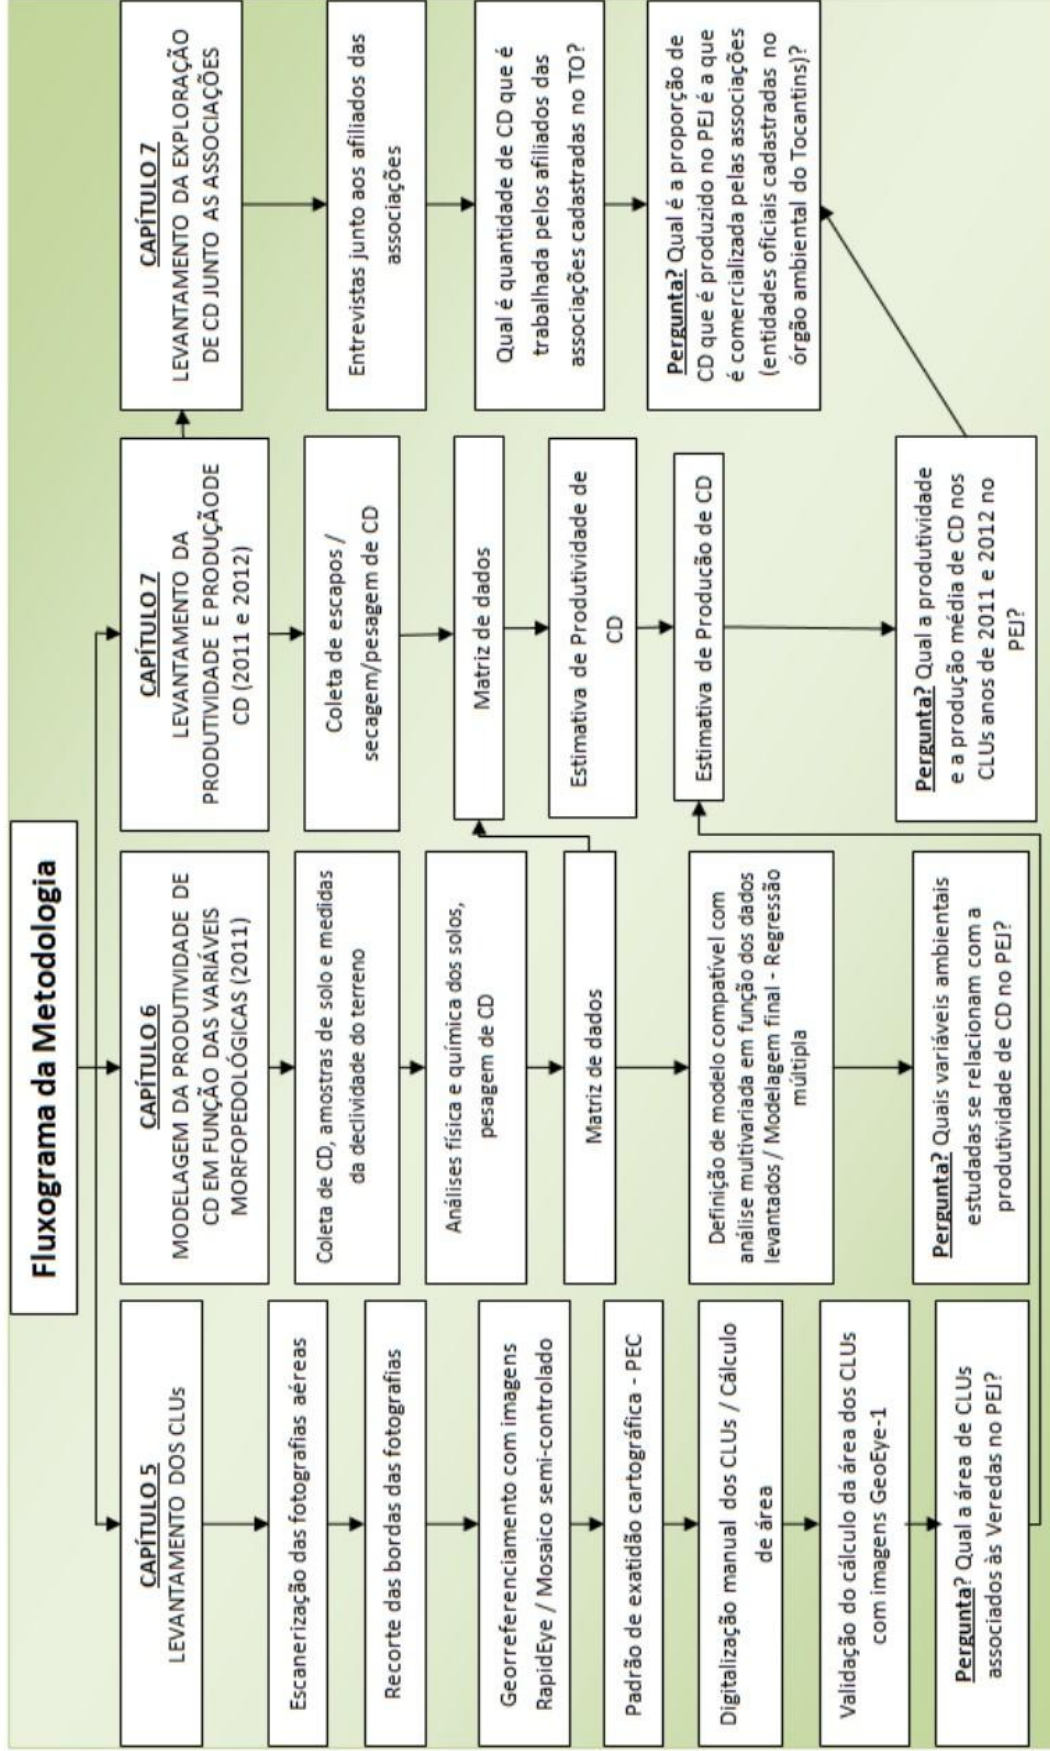 Fluxograma da Metodologia
CAPÍTULO 5
LEVANTAMENTO DOS CLUs
Escanerização das fotografias aéreas
Recorte das bordas das fotografias
Georreferenciamento com imagens
RapidEye / Mosaico semi-controlado
Padrão de exatidão cartográfica - PEC
Digitalização manual dos CLUs / Cálculo
de área
Validação do cálculo da área dos CLUs
com imagens GeoEye-1
Pergunta? Qual a área de CLUs
associados às Veredas no PEJ?
CAPÍTULO 6
MODELAGEM DA PRODUTIVIDADE DE
CD EM FUNÇÃO DAS VARIÁVEIS
MORFOPEDOLÓGICAS (2011)
Coleta de CD, amostras de solo e medidas
da declividade do terreno
Análises física e química dos solos,
pesagem de CD
Matriz de dados
Definição de modelo compatível com
análise multivariada em função dos dados
levantados / Modelagem final - Regressão
múltipla
Pergunta? Quais variáveis ambientais
estudadas se relacionam com a
produtividade de CD no PEJ?
CAPÍTULO 7
LEVANTAMENTO DA
PRODUTIVIDADE E PRODUÇÃODE
CD (2011 e 2012)
Coleta de escapos /
secagem/pesagem de CD
Matriz de dados
Estimativa de Produtividade de
CD
Estimativa de Produção de CD
Pergunta? Qual a produtividade
e a produção média de CD nos
CLUs anos de 2011 e 2012 no
PEJ?
CAPÍTULO 7
LEVANTAMENTO DA EXPLORAÇÃO
DE CD JUNTO AS ASSOCIAÇÕES
Entrevistas junto aos afiliados das
associações
Qual é quantidade de CD que é
trabalhada pelos afiliados das
associações cadastradas no TO?
Pergunta? Qual é a proporção de
CD que é produzido no PEJ é a que
é comercializada pelas associações
(entidades oficiais cadastradas no
órgão ambiental do Tocantins)?